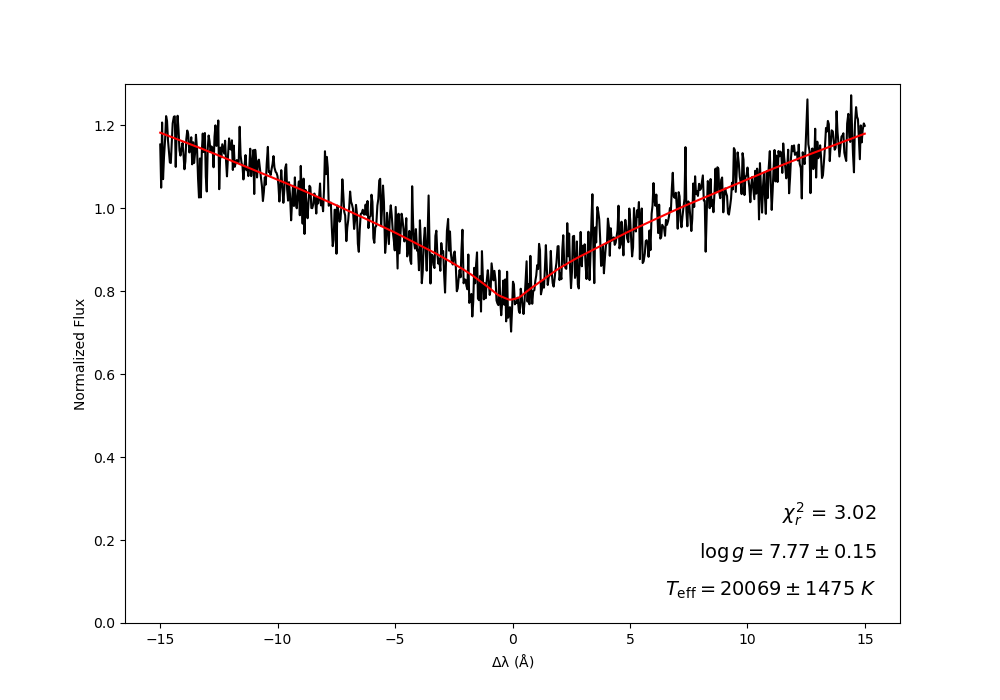 Normalized Flux
1.2
1.0
0.8
0.6
0.4
0.2
0.0
χ²ᵣ = 3.02
log g = 7.77 ± 0.15
T_eff = 20069 ± 1475 K
−15 −10 −5 0 5 10 15
Δλ (Å)